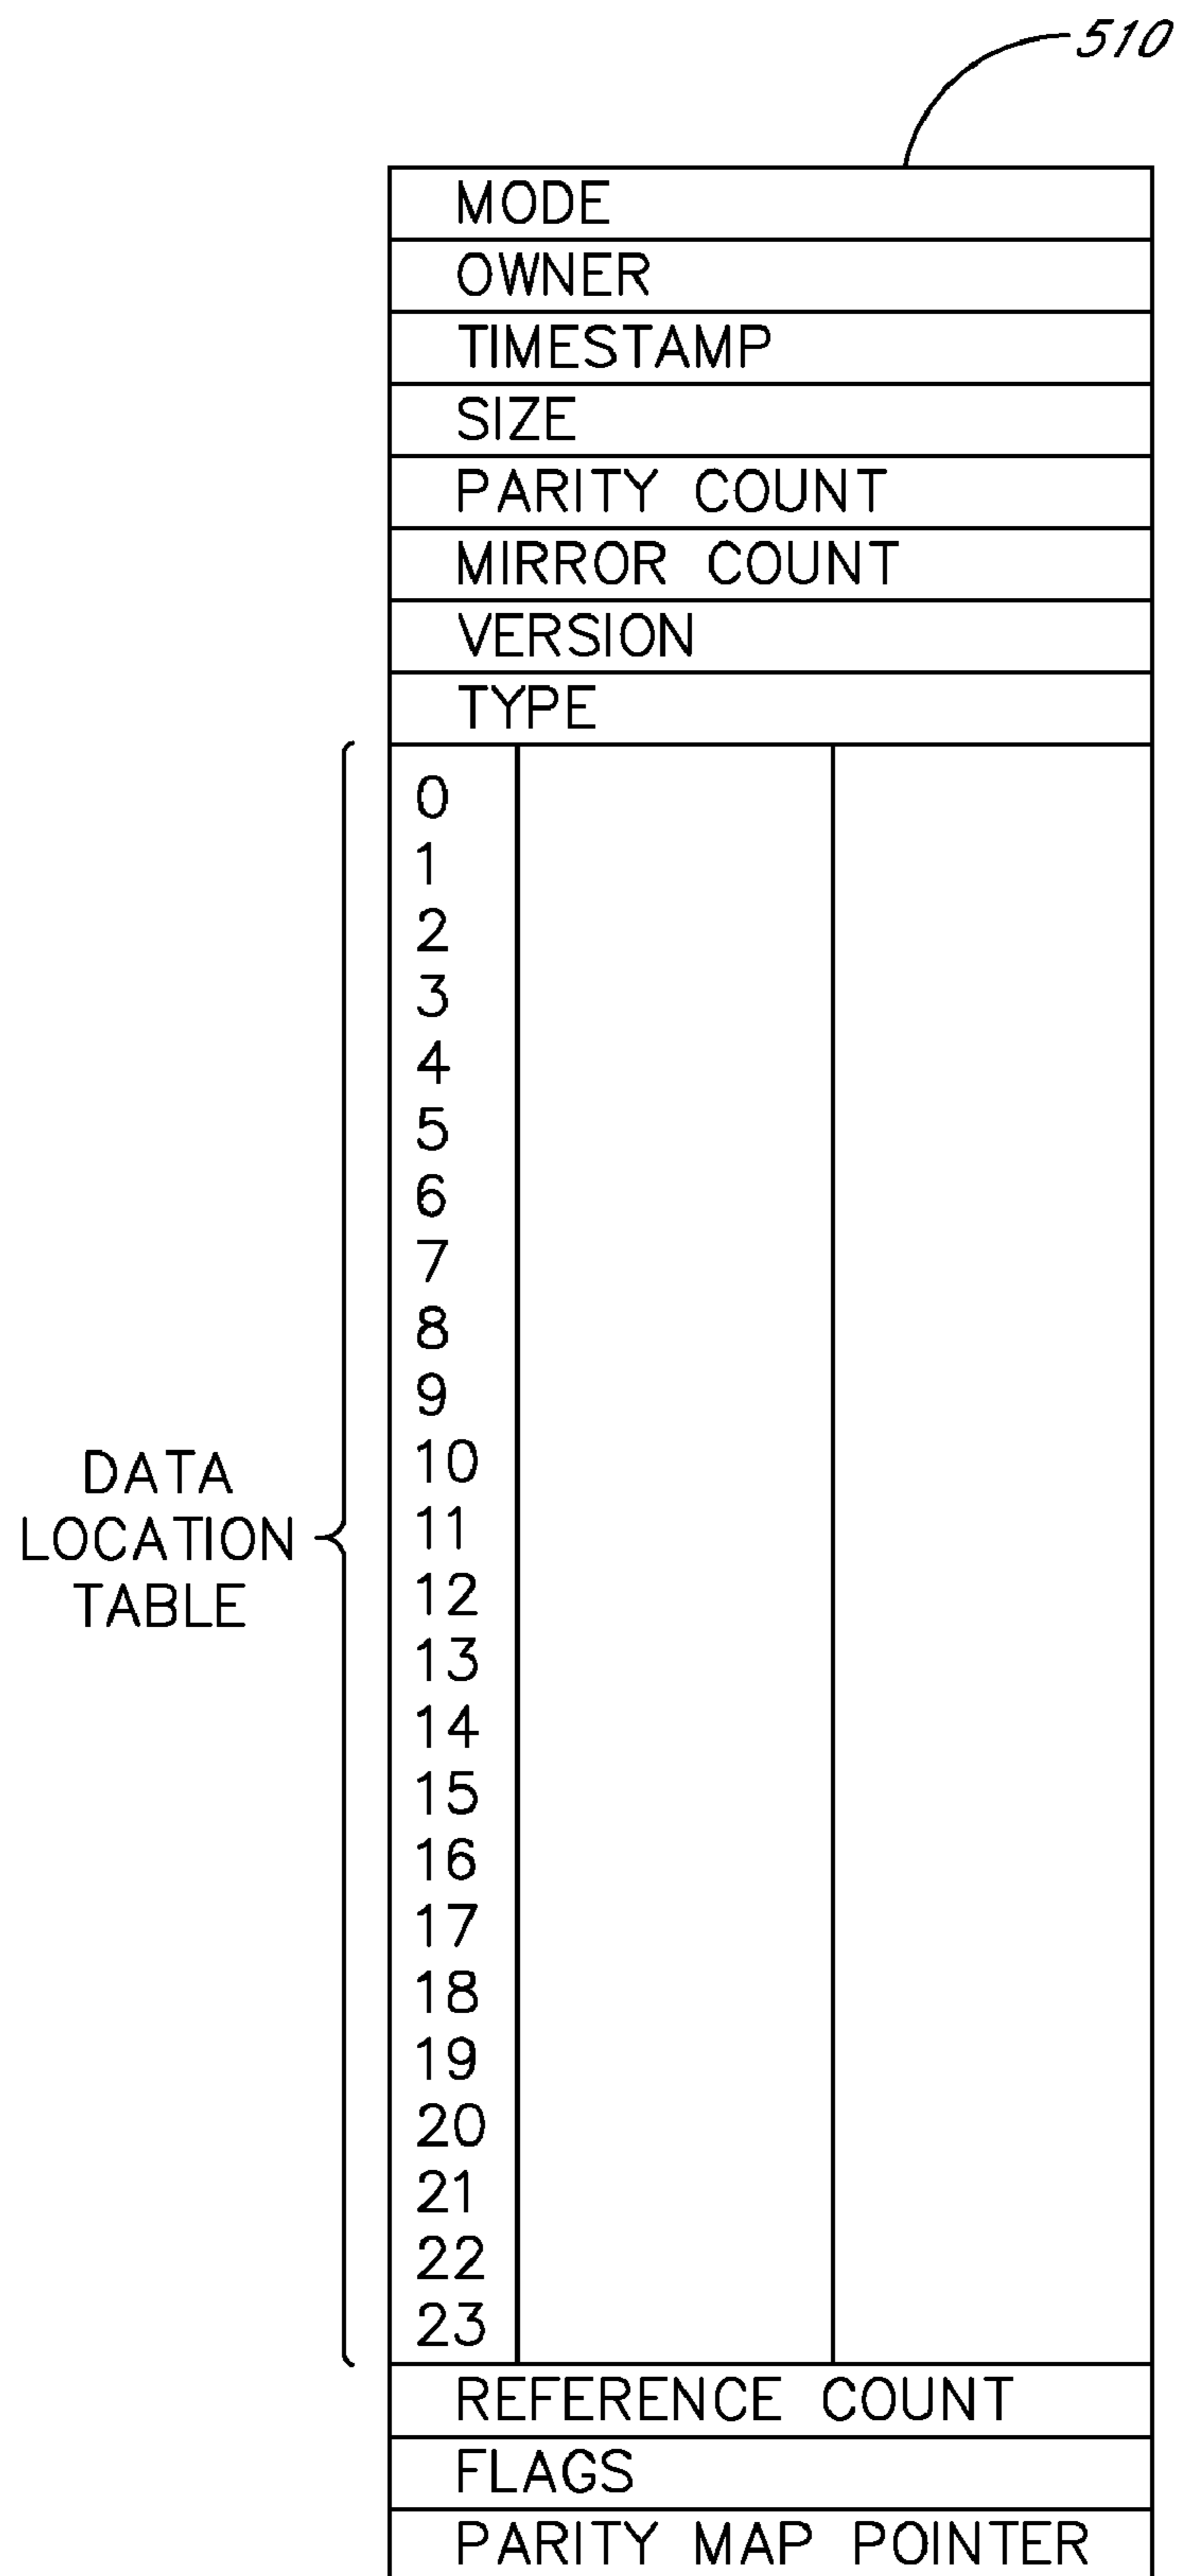 510
MODE
OWNER
TIMESTAMP
SIZE
PARITY COUNT
MIRROR COUNT
VERSION
TYPE
0
1
2
3
4
5
6
7
8
9
10
11
12
13
14
15
16
17
18
19
20
21
22
23
DATA
LOCATION
TABLE
REFERENCE COUNT
FLAGS
PARITY MAP POINTER